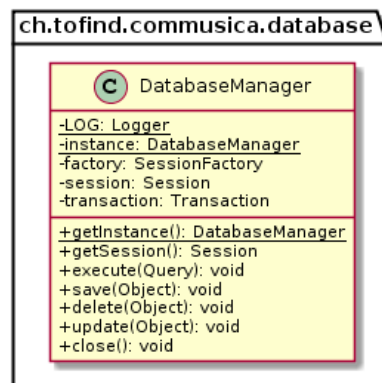 ch.tofind.commusica.database
C DatabaseManager
-LOG: Logger
-instance: DatabaseManager
-factory: SessionFactory
-session: Session
-transaction: Transaction
+getInstance(): DatabaseManager
+getSession(): Session
+execute(Query): void
+save(Object): void
+delete(Object): void
+update(Object): void
+close(): void